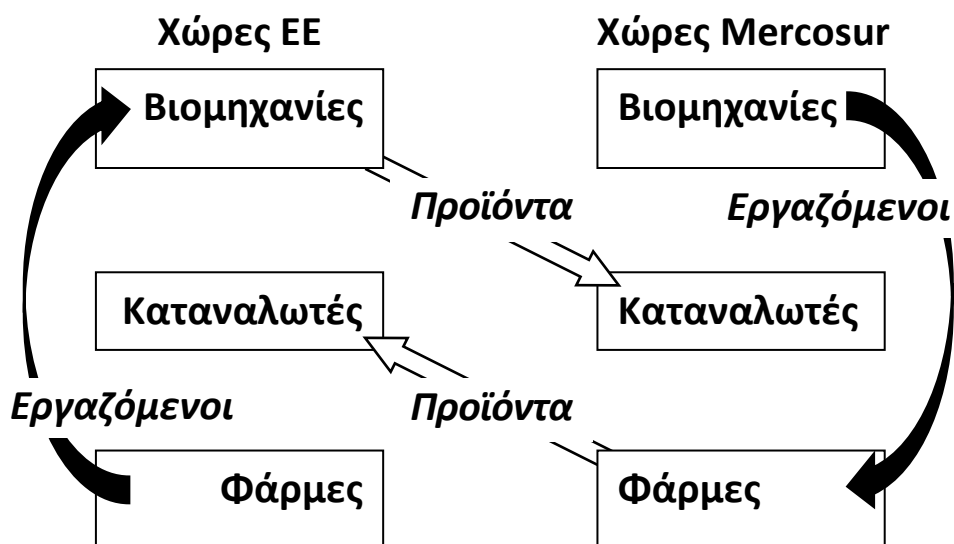 Χώρες ΕΕ
Χώρες Mercosur
Βιομηχανίες
Βιομηχανίες
Προϊόντα
Εργαζόμενοι
Καταναλωτές
Καταναλωτές
Εργαζόμενοι
Προϊόντα
Φάρμες
Φάρμες